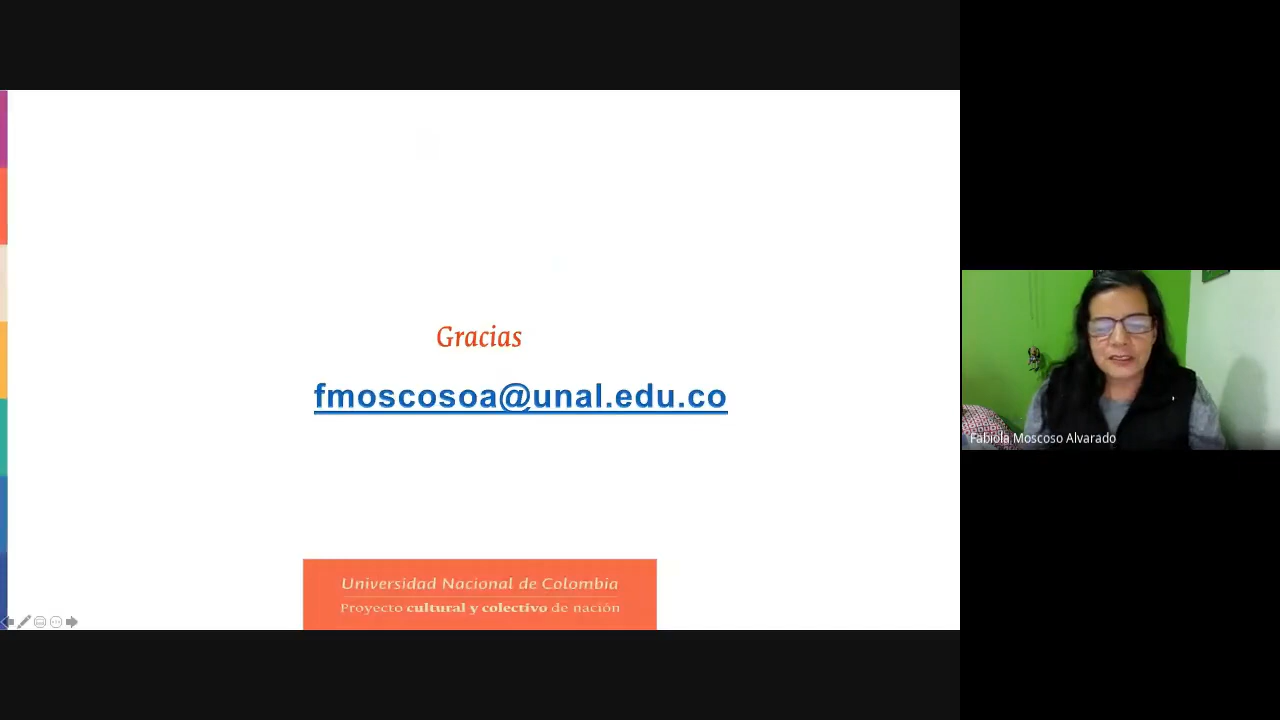 Gracias
fmoscosoa@unal.edu.co
Universidad Nacional de Colombia
Proyecto cultural y colectivo de nación
Fabiola Moscoso Alvarado